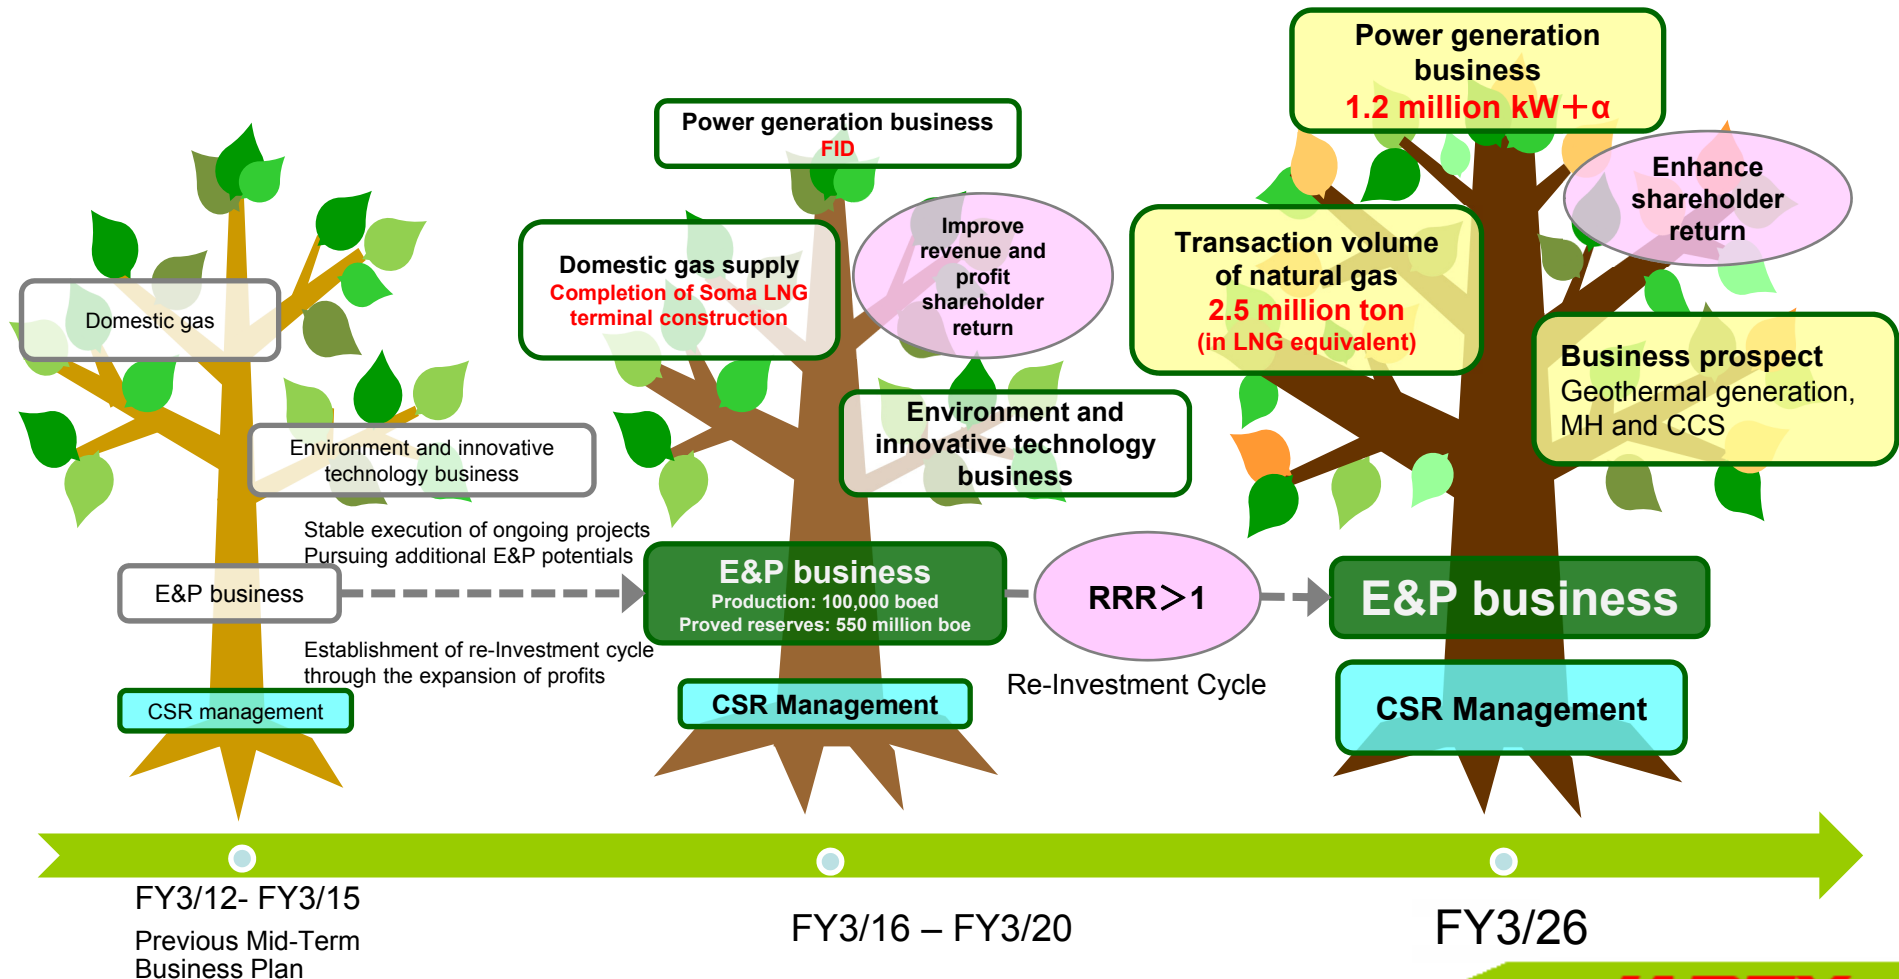 Domestic gas
Environment and innovative
technology business
Stable execution of ongoing projects
Pursuing additional E&P potentials
E&P business
Establishment of re-Investment cycle
through the expansion of profits
CSR management
Power generation business
FID
Domestic gas supply
Completion of Soma LNG
terminal construction
Improve
revenue and
profit
shareholder
return
Environment and
innovative technology
business
E&P business
Production: 100,000 boed
Proved reserves: 550 million boe
CSR Management
RRR＞1
Re-Investment Cycle
Power generation
business
1.2 million kW＋α
Enhance
shareholder
return
Transaction volume
of natural gas
2.5 million ton
(in LNG equivalent)
Business prospect
Geothermal generation,
MH and CCS
E&P business
CSR Management
FY3/12- FY3/15
Previous Mid-Term
Business Plan
FY3/16 – FY3/20
FY3/26